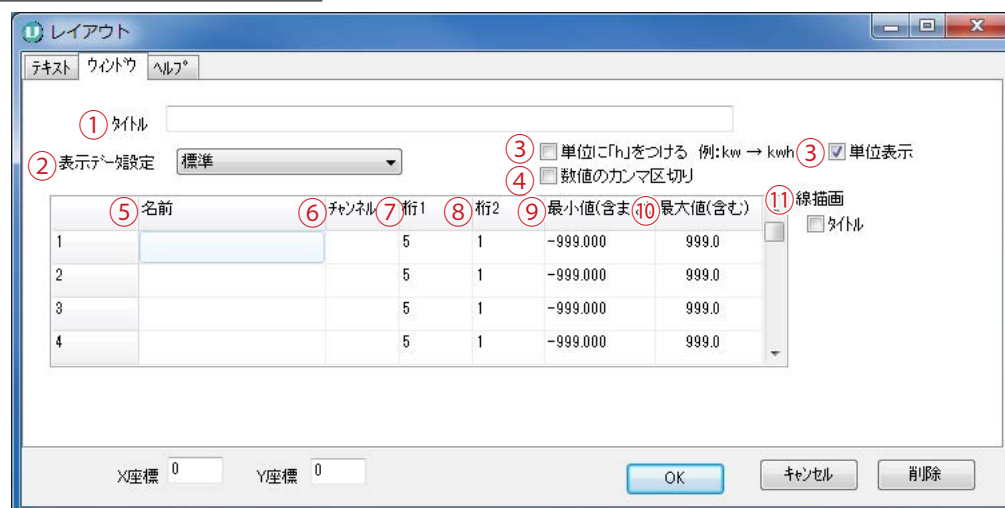 レイアウト
テキスト ウィンドウ ヘルプ
① タイトル
② 表示データ設定 標準
③ 単位に「h」をつける 例:kw → kwh ③ 単位表示
④ 数値のカンマ区切り
⑤ 名前 ⑥ チャンネル ⑦ 桁1 ⑧ 桁2 ⑨ 最小値(含ま ⑩ 最大値(含む) ⑪ 線描画
タイトル
1 5 1 -999.000 999.0
2 5 1 -999.000 999.0
3 5 1 -999.000 999.0
4 5 1 -999.000 999.0
X座標 0 Y座標 0 OK キャンセル 削除